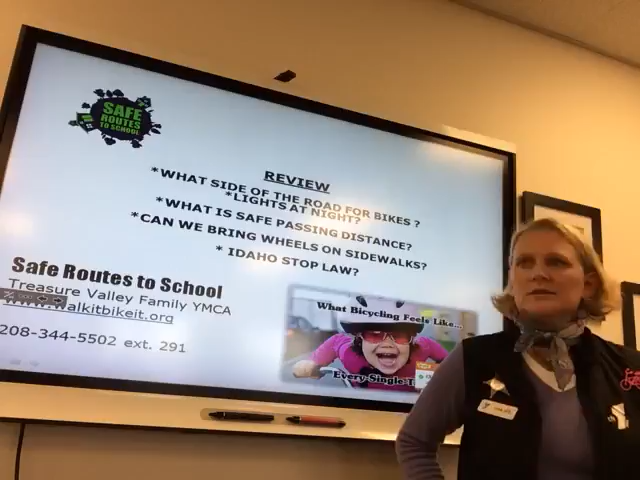 SAFE
ROUTES
TO SCHOOL
REVIEW
*WHAT SIDE OF THE ROAD FOR BIKES ?
*LIGHTS AT NIGHT?
*WHAT IS SAFE PASSING DISTANCE?
*CAN WE BRING WHEELS ON SIDEWALKS?
* IDAHO STOP LAW?
Safe Routes to School
Treasure Valley Family YMCA
www.walkitbikeit.org
208-344-5502 ext. 291
What Bicycling Feels Like...
Every-Single-T